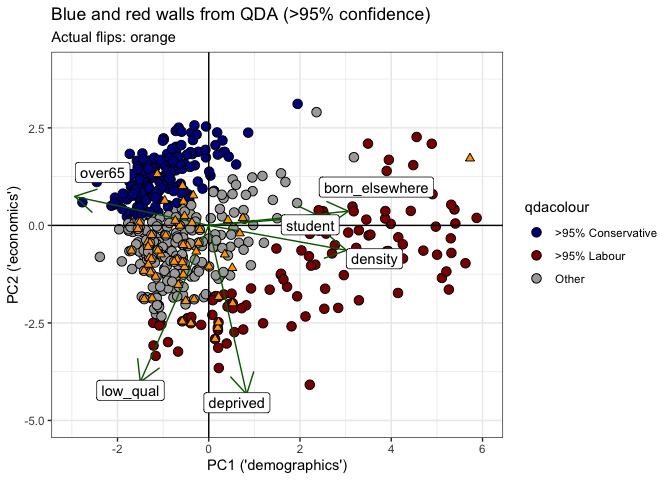 Blue and red walls from QDA (>95% confidence)
Actual flips: orange
PC2 ('economics')
2.5
0.0
-2.5
-5.0
over65
born_elsewhere
student
density
low_qual
deprived
-2
0
2
4
6
PC1 ('demographics')
qdacolour
>95% Conservative
>95% Labour
Other